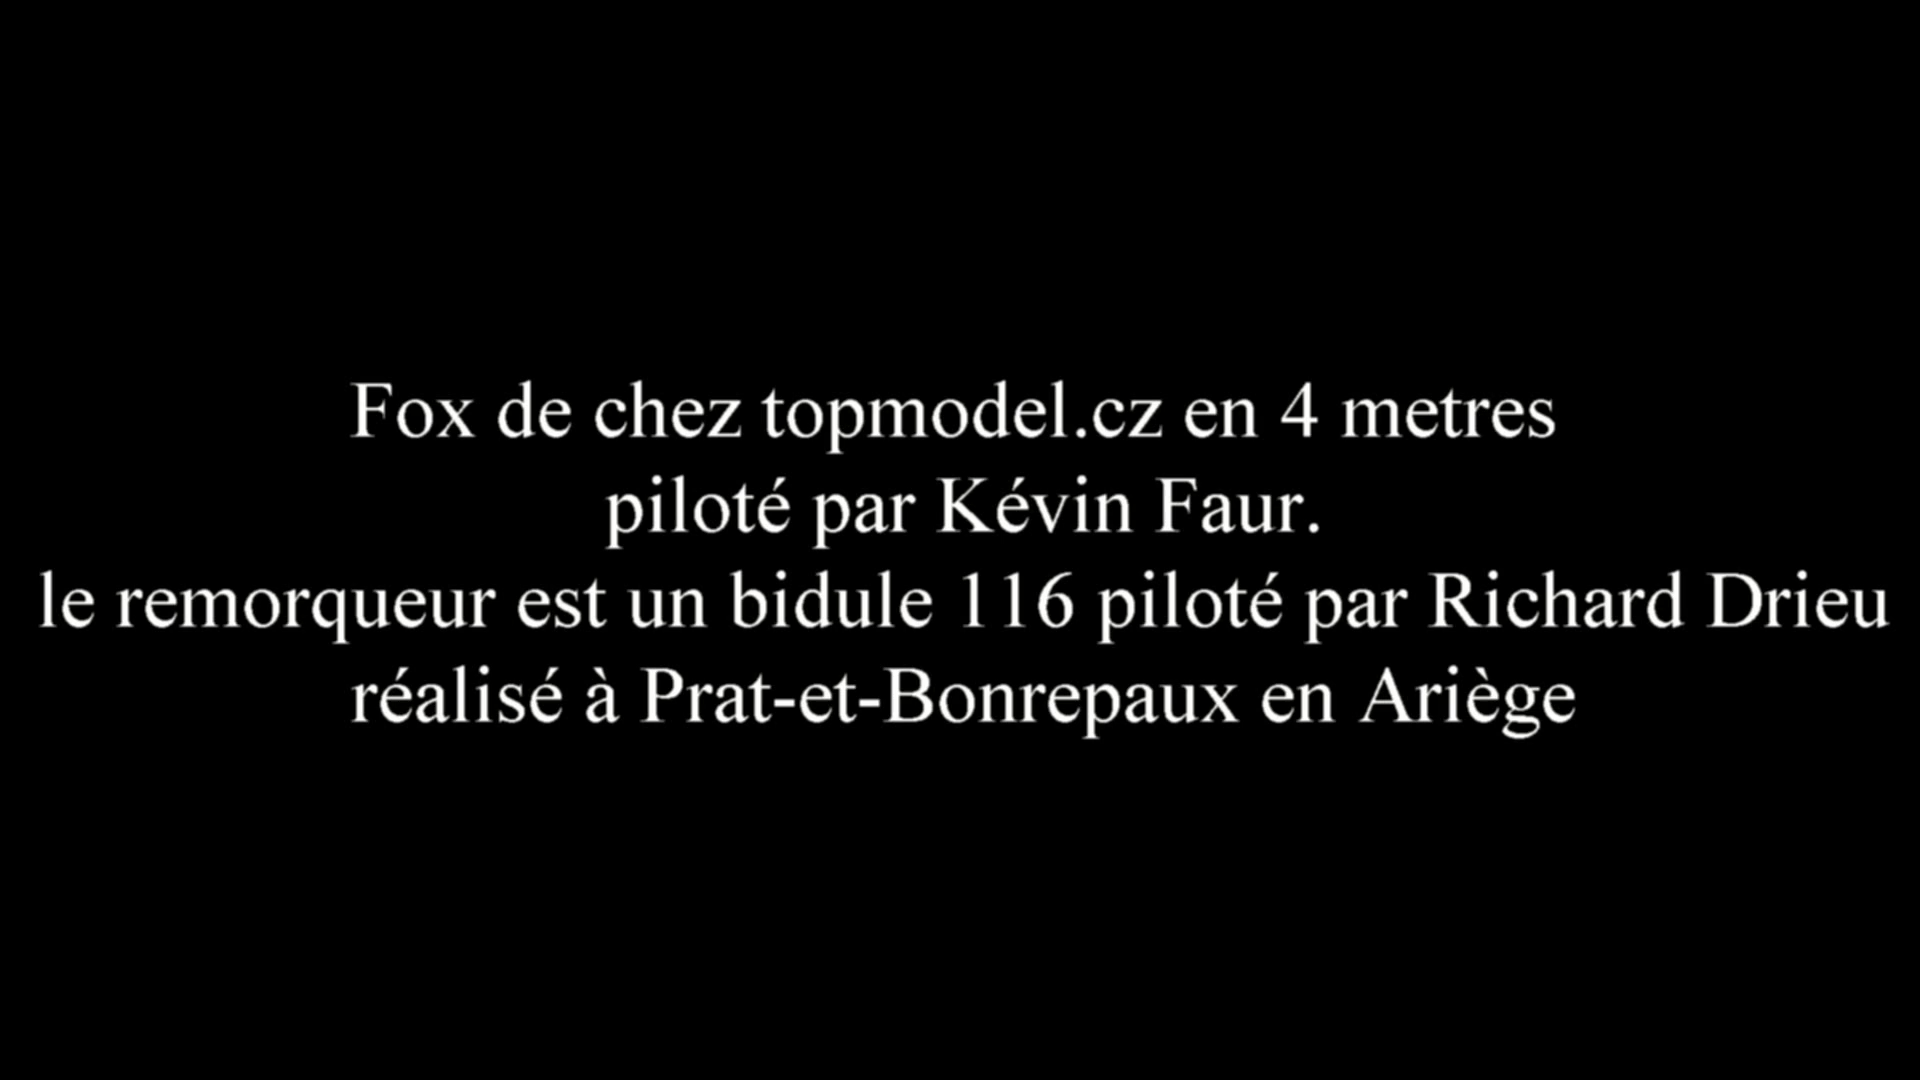 Fox de chez topmodel.cz en 4 metres
piloté par Kévin Faur.
le remorqueur est un bidule 116 piloté par Richard Drieu
réalisé à Prat-et-Bonrepaux en Ariège